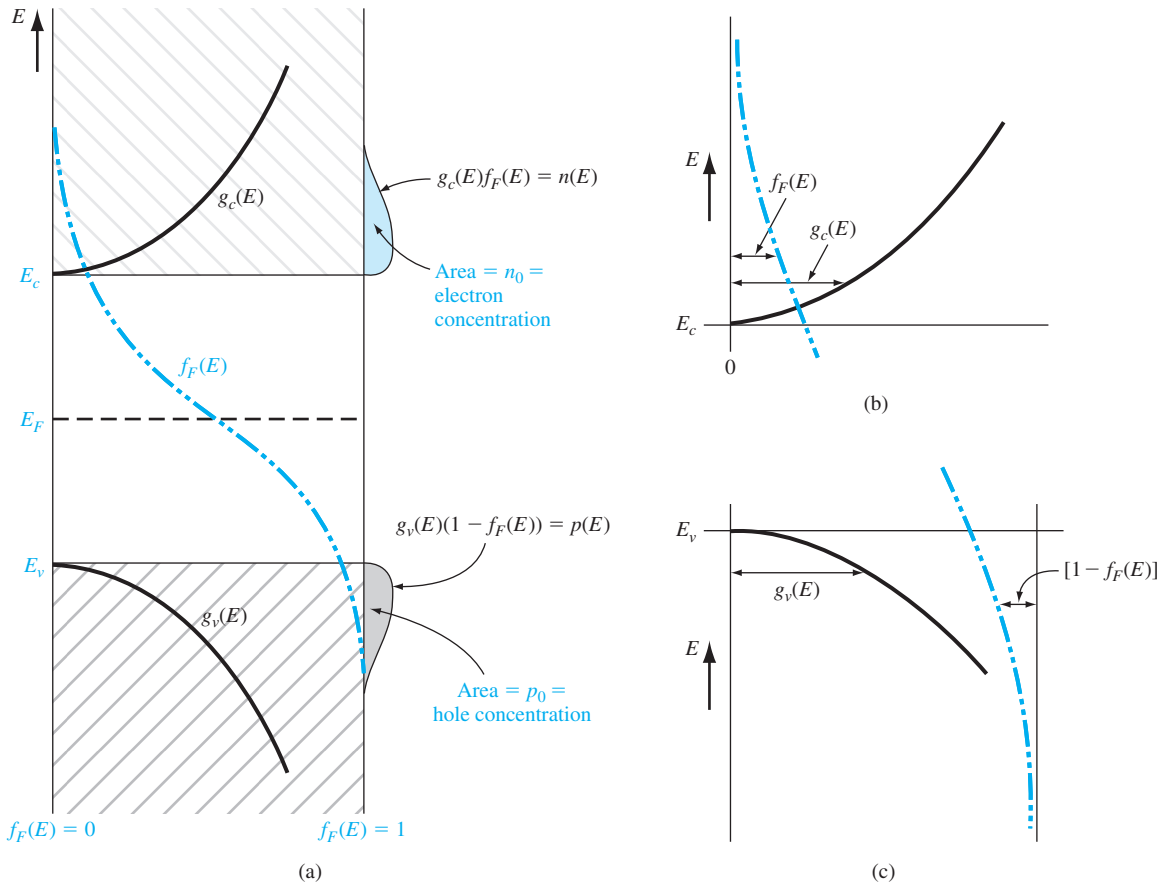 E
g_c(E)
g_c(E)f_F(E) = n(E)
E_c
Area = n_0 =
electron
concentration
f_F(E)
E_F
g_v(E)(1 − f_F(E)) = p(E)
E_v
g_v(E)
Area = p_0 =
hole concentration
f_F(E) = 0
f_F(E) = 1
(a)
E
f_F(E)
g_c(E)
E_c
0
(b)
E_v
g_v(E)
[1 − f_F(E)]
E
(c)